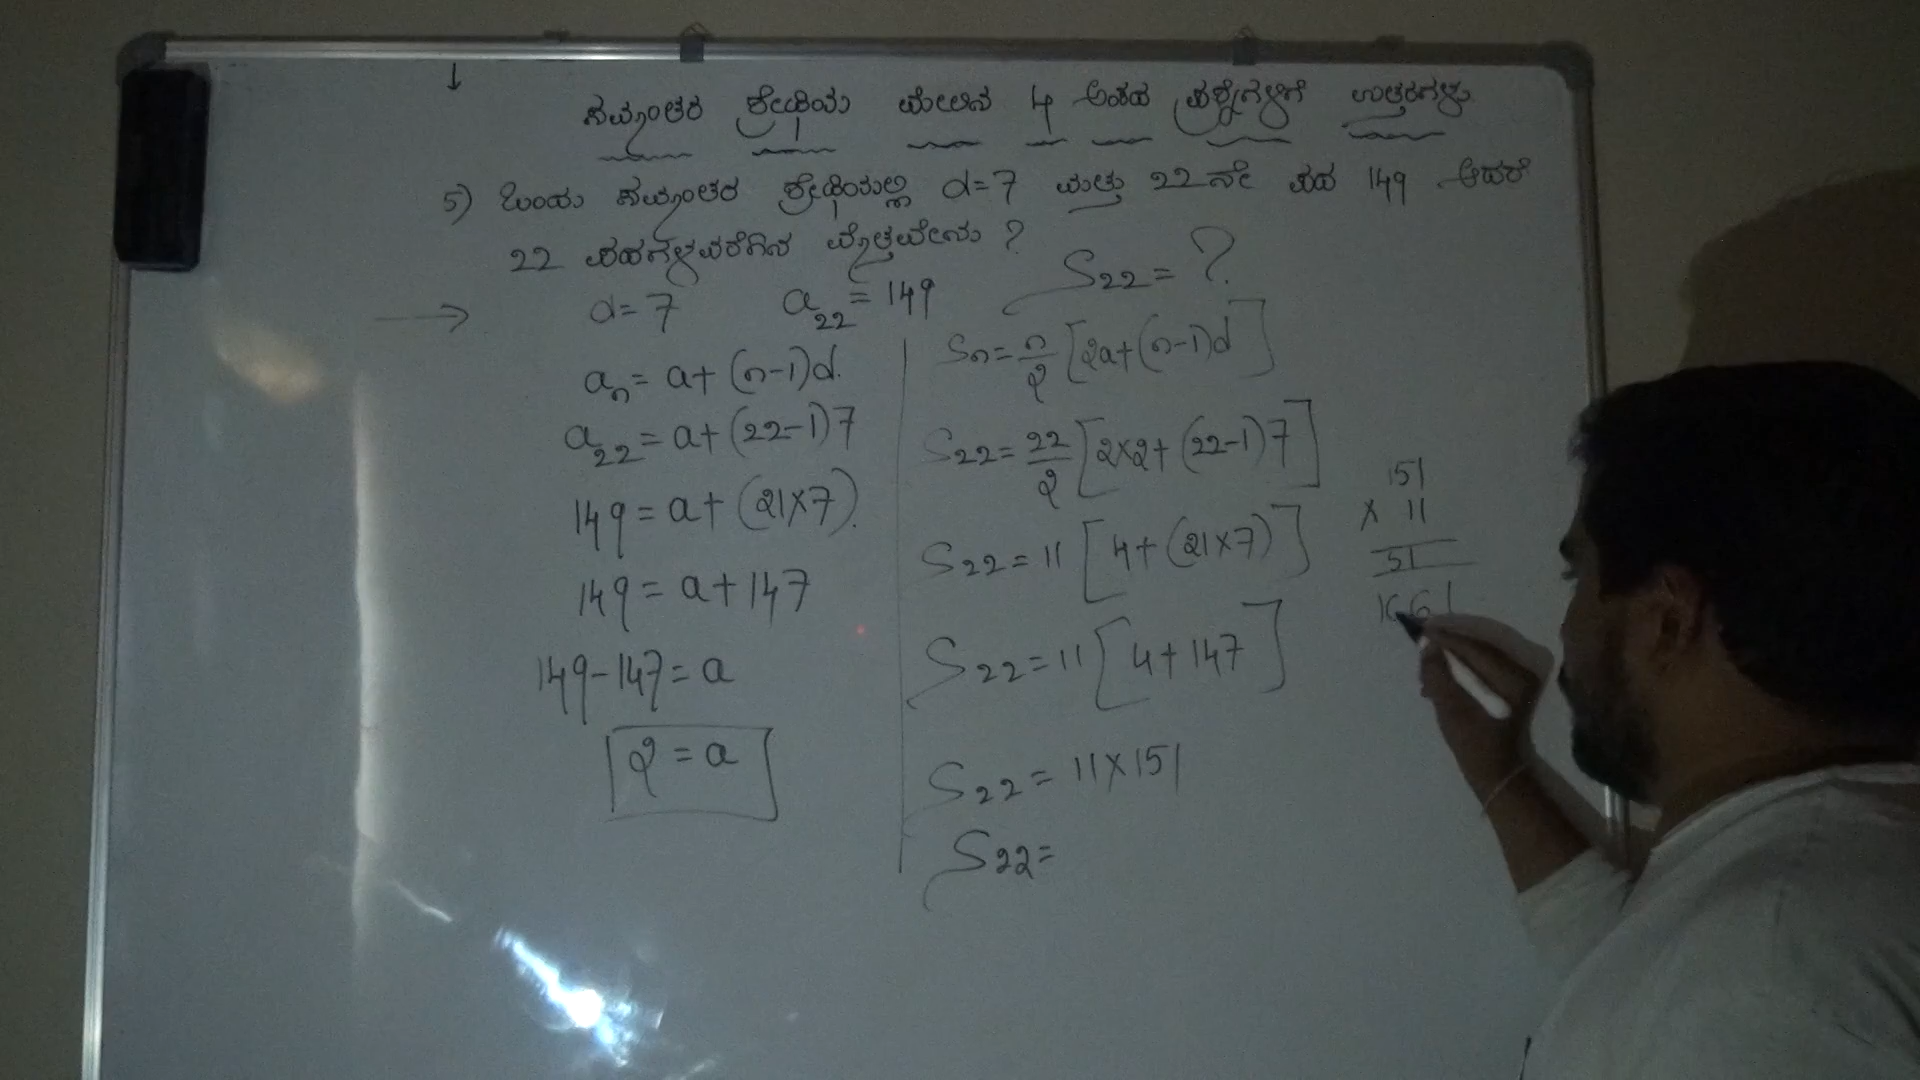 ಸಮಾಂತರ ಶ್ರೇಢಿಯ ಮೇಲಿನ 4 ಅಂಕದ ಪ್ರಶ್ನೆಗಳಿಗೆ ಉತ್ತರಗಳು
5) ಒಂದು ಸಮಾಂತರ ಶ್ರೇಢಿಯಲ್ಲಿ d=7 ಮತ್ತು 22ನೇ ಪದ 149 ಆದರೆ
22 ಪದಗಳವರೆಗಿನ ಮೊತ್ತವೇನು ?
S22 = ?
→ d=7 a22 = 149
an = a+(n-1)d.
a22 = a+(22-1)7
149 = a+(21×7).
149 = a+147
149-147 = a
2 = a
Sn = n/2 [2a+(n-1)d]
S22 = 22/2 [2×2+(22-1)7]
S22 = 11 [4+(21×7)]
S22 = 11 [4+147]
S22 = 11×151
S22 =
151
× 11
51
1661